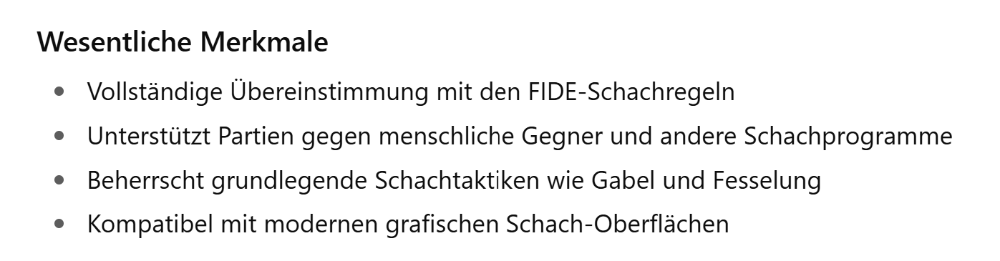 Wesentliche Merkmale
• Vollständige Übereinstimmung mit den FIDE-Schachregeln
• Unterstützt Partien gegen menschliche Gegner und andere Schachprogramme
• Beherrscht grundlegende Schachtaktiken wie Gabel und Fesselung
• Kompatibel mit modernen grafischen Schach-Oberflächen